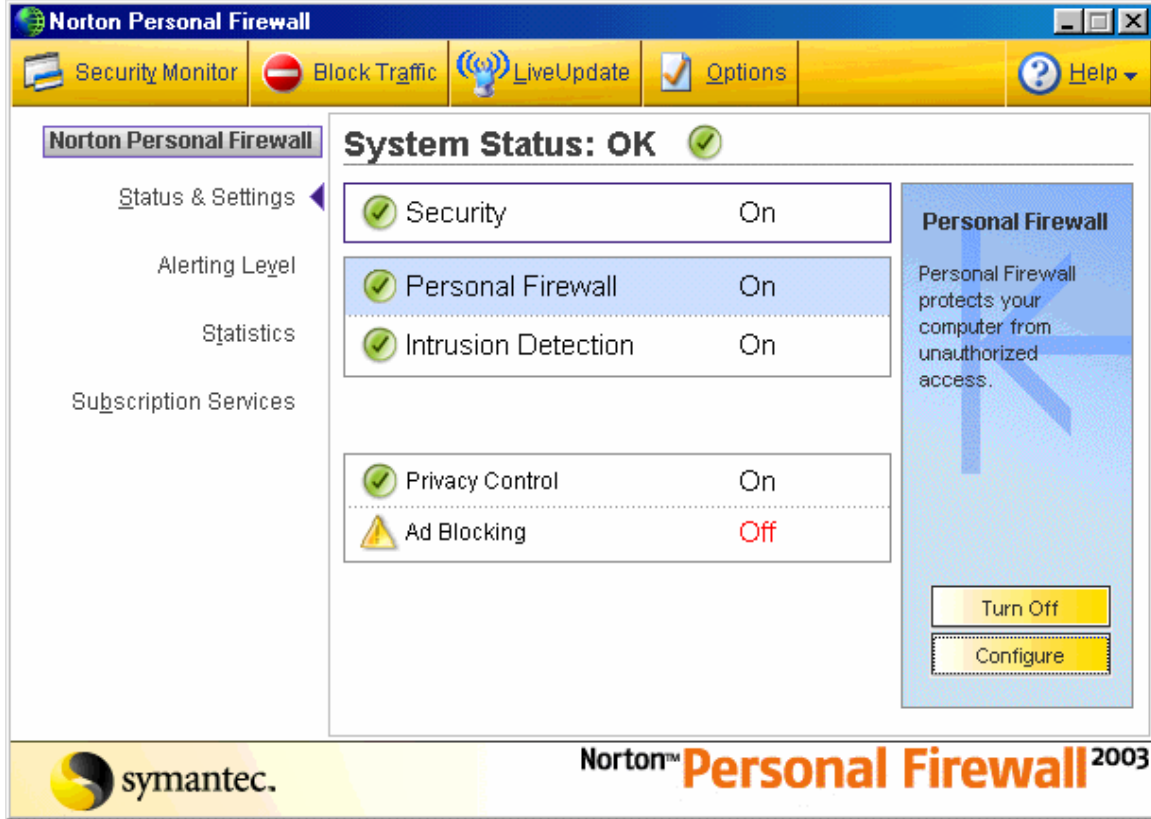 Norton Personal Firewall
Security Monitor Block Traffic LiveUpdate Options Help
Norton Personal Firewall
Status & Settings
Alerting Level
Statistics
Subscription Services
System Status: OK
Security On
Personal Firewall On
Intrusion Detection On
Privacy Control On
Ad Blocking Off
Personal Firewall
Personal Firewall
protects your
computer from
unauthorized
access.
Turn Off
Configure
symantec.
Norton™ Personal Firewall 2003